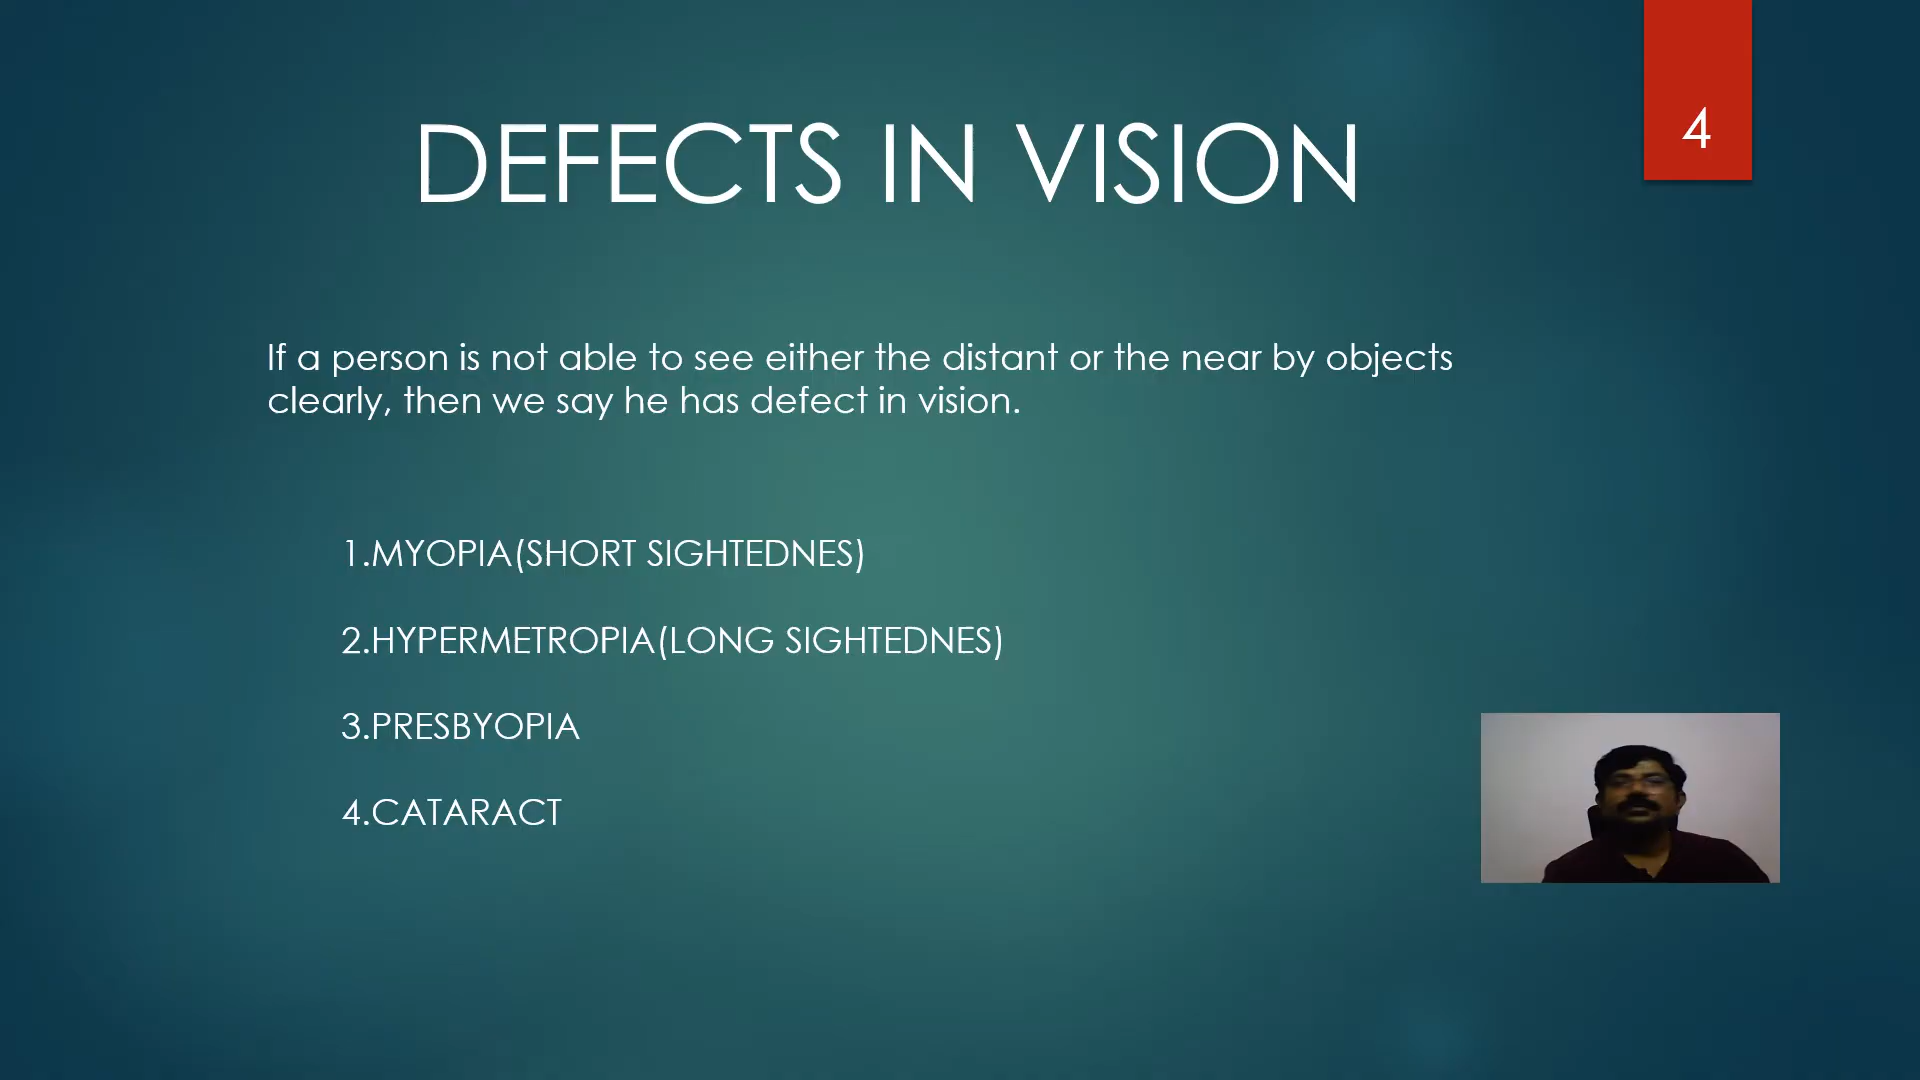 4
DEFECTS IN VISION
If a person is not able to see either the distant or the near by objects
clearly, then we say he has defect in vision.
1.MYOPIA(SHORT SIGHTEDNES)
2.HYPERMETROPIA(LONG SIGHTEDNES)
3.PRESBYOPIA
4.CATARACT